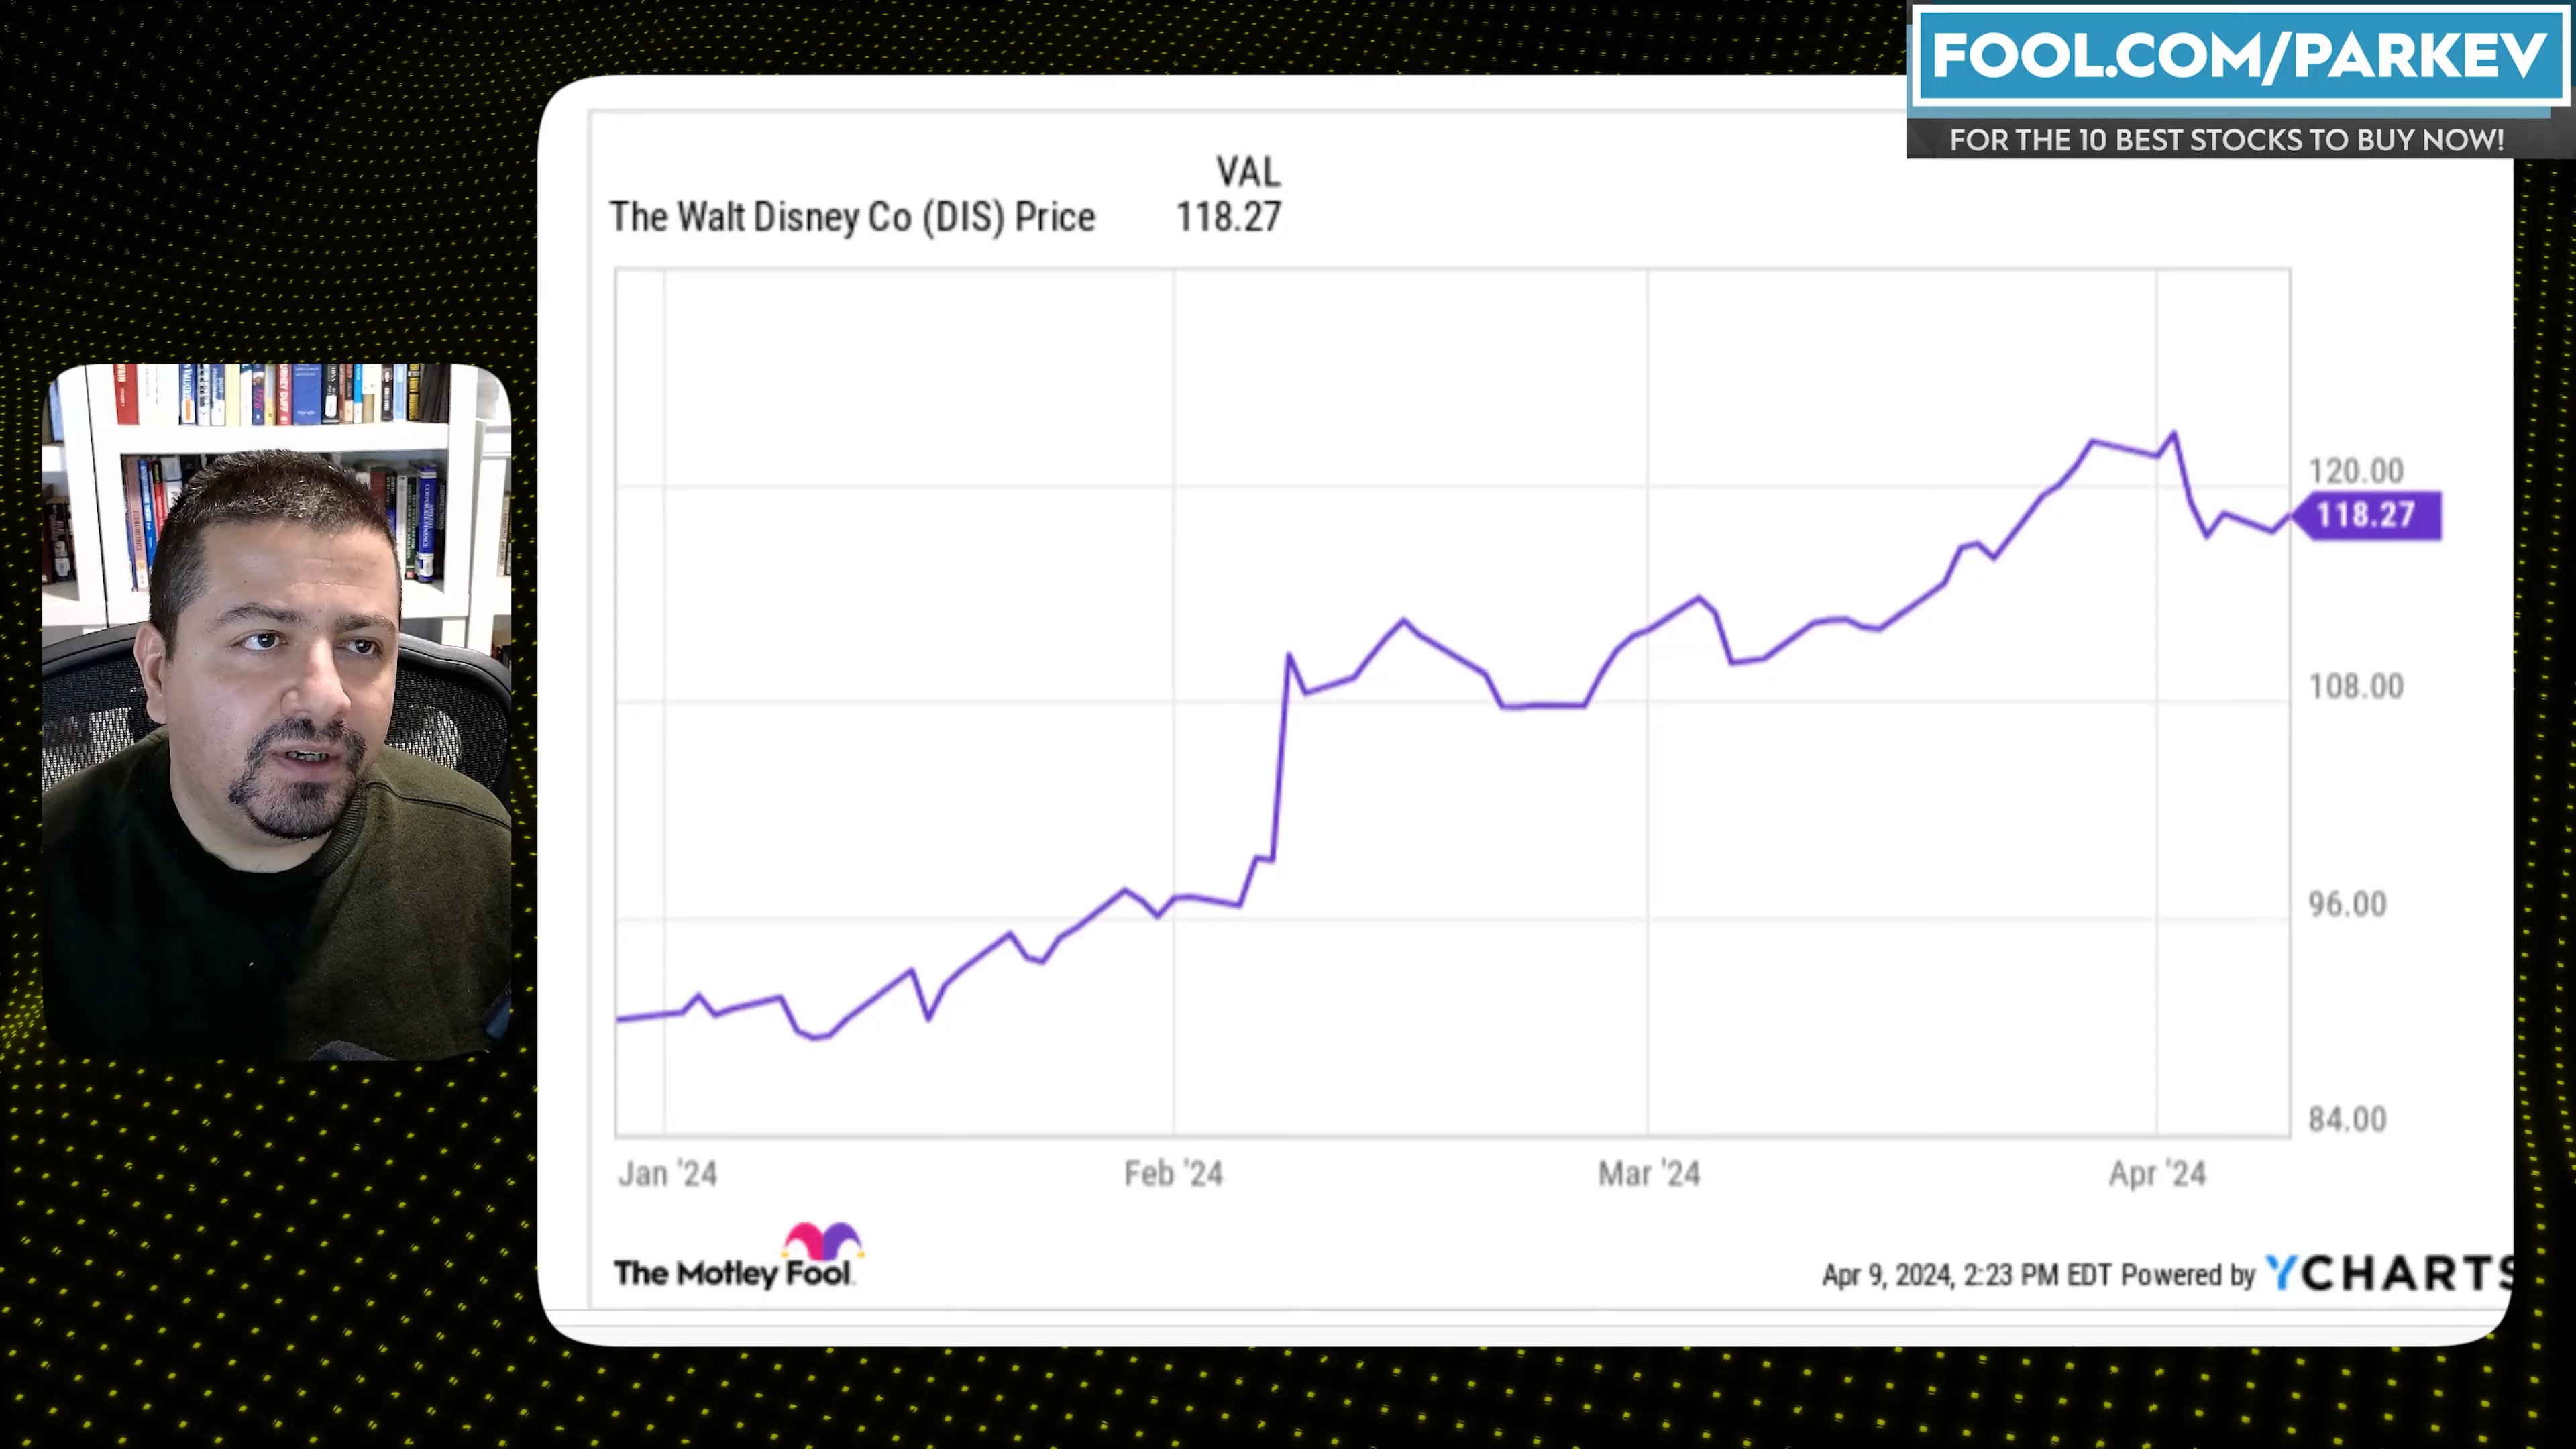 FOOL.COM/PARKEV
FOR THE 10 BEST STOCKS TO BUY NOW!
VAL
The Walt Disney Co (DIS) Price 118.27
120.00
118.27
108.00
96.00
84.00
Jan '24 Feb '24 Mar '24 Apr '24
The Motley Fool.
Apr 9, 2024, 2:23 PM EDT Powered by YCHARTS